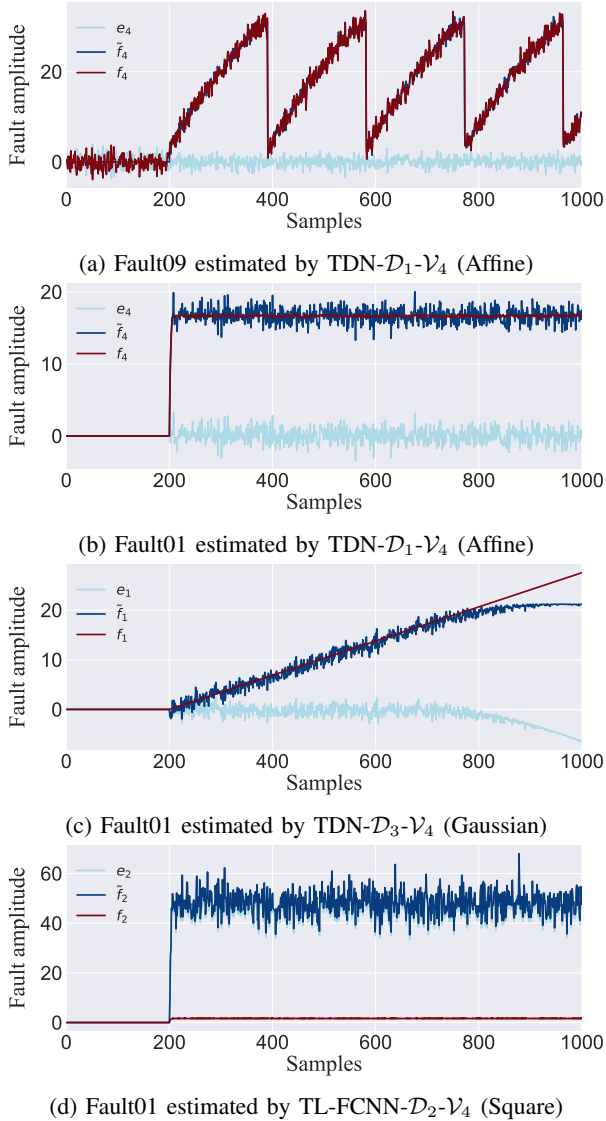 Fault amplitude
20
0
e₄
f̃₄
f₄
0 200 400 600 800 1000
Samples
(a) Fault09 estimated by TDN-𝒟₁-𝒱₄ (Affine)
Fault amplitude
20
10
0
e₄
f̃₄
f₄
0 200 400 600 800 1000
Samples
(b) Fault01 estimated by TDN-𝒟₁-𝒱₄ (Affine)
Fault amplitude
20
10
0
e₁
f̃₁
f₁
0 200 400 600 800 1000
Samples
(c) Fault01 estimated by TDN-𝒟₃-𝒱₄ (Gaussian)
Fault amplitude
60
40
20
0
e₂
f̃₂
f₂
0 200 400 600 800 1000
Samples
(d) Fault01 estimated by TL-FCNN-𝒟₂-𝒱₄ (Square)